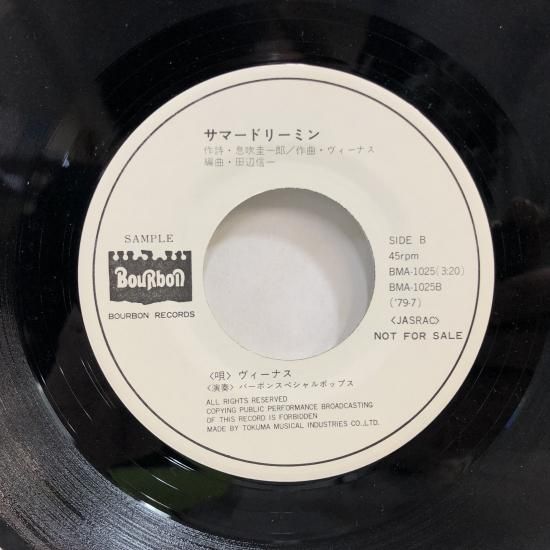 サマードリーミン
作詩・息吹圭一郎／作曲・ヴィーナス
編曲・田辺信一
SAMPLE
BouRbon
BOURBON RECORDS
SIDE B
45rpm
BMA-1025(3:20)
BMA-1025B
('79-7)
〈JASRAC〉
NOT FOR SALE
〈唄〉ヴィーナス
〈演奏〉バーボンスペシャルポップス
ALL RIGHTS RESERVED
COPYING PUBLIC PERFORMANCE BROADCASTING
OF THIS RECORD IS FORBIDEN
MADE BY TOKUMA MUSICAL INDUSTRIES CO.,LTD.